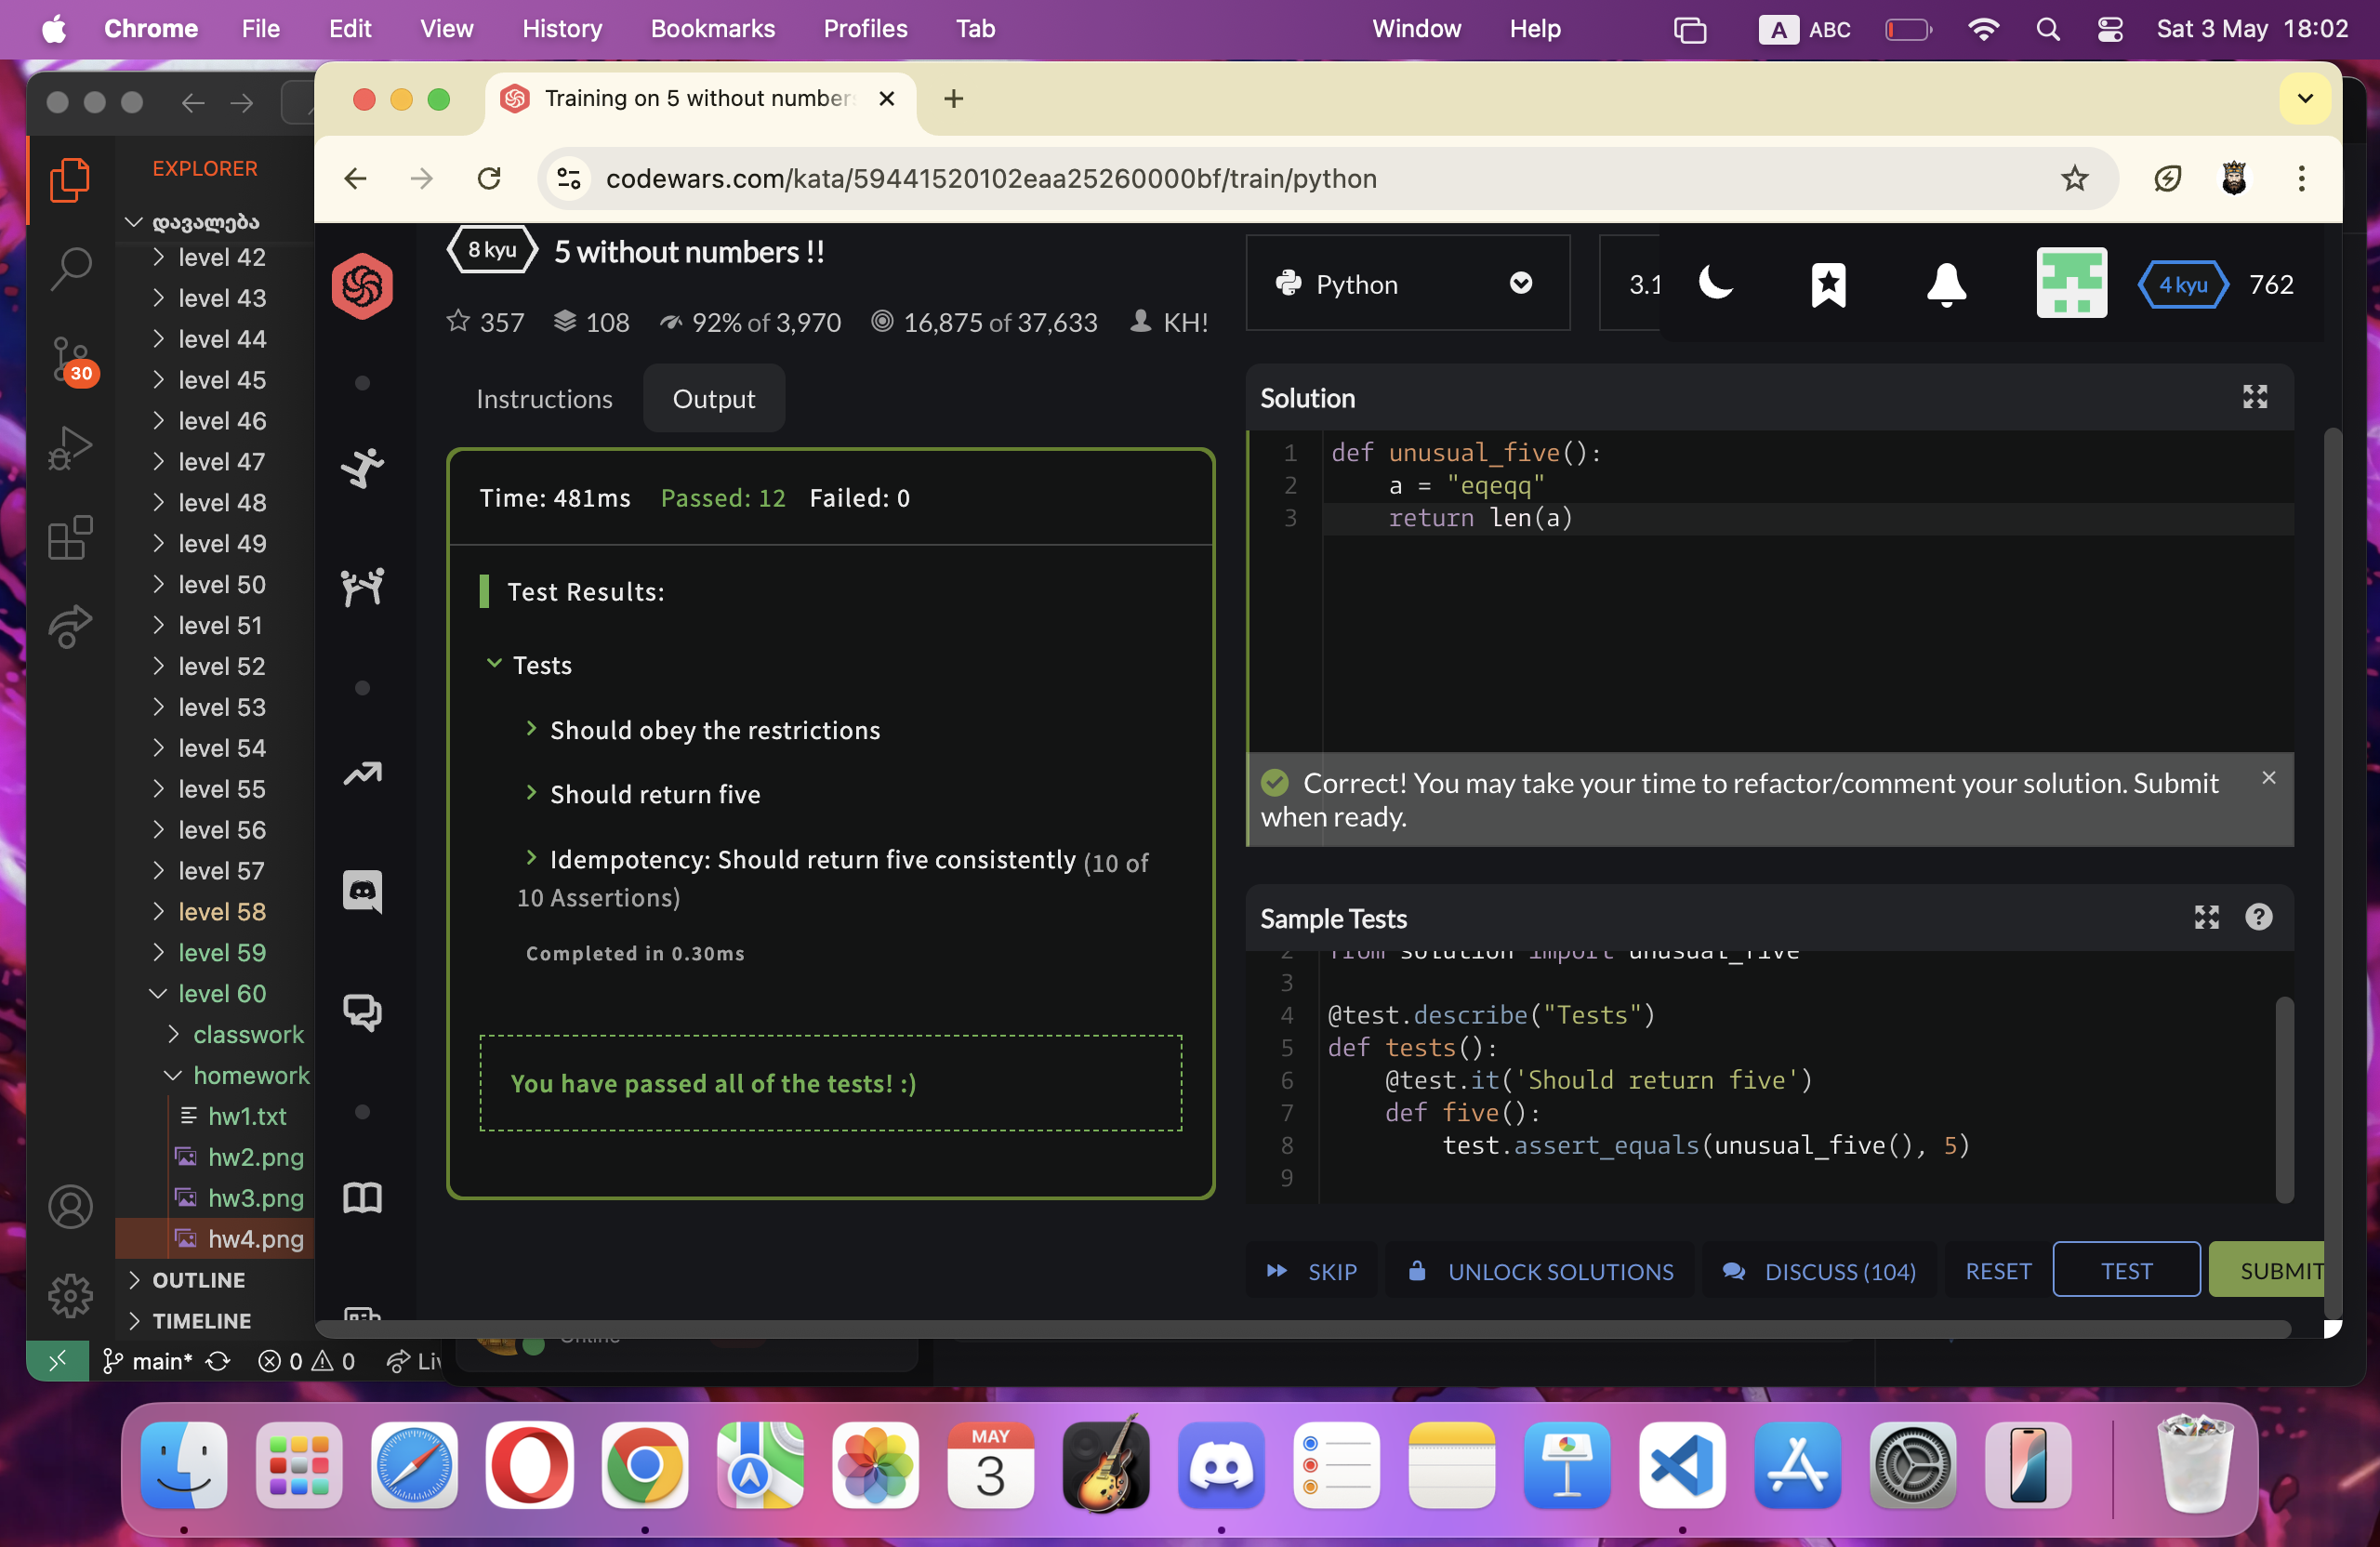 Chrome File Edit View History Bookmarks Profiles Tab Window Help A ABC Sat 3 May 18:02
Training on 5 without number
codewars.com/kata/59441520102eaa25260000bf/train/python
EXPLORER
დავალება
level 42
level 43
level 44
level 45
level 46
level 47
level 48
level 49
level 50
level 51
level 52
level 53
level 54
level 55
level 56
level 57
level 58
level 59
level 60
classwork
homework
hw1.txt
hw2.png
hw3.png
hw4.png
OUTLINE
TIMELINE
30
main* 0 0
8 kyu 5 without numbers !!
357 108 92% of 3,970 16,875 of 37,633 KH!
Python
3.1
4 kyu 762
Instructions Output
Time: 481ms Passed: 12 Failed: 0
Test Results:
Tests
Should obey the restrictions
Should return five
Idempotency: Should return five consistently (10 of
10 Assertions)
Completed in 0.30ms
You have passed all of the tests! :)
Solution
1 def unusual_five():
2 a = "eqeqq"
3 return len(a)
Correct! You may take your time to refactor/comment your solution. Submit
when ready.
Sample Tests
2 from solution import unusual_five
3
4 @test.describe("Tests")
5 def tests():
6 @test.it('Should return five')
7 def five():
8 test.assert_equals(unusual_five(), 5)
9
SKIP UNLOCK SOLUTIONS DISCUSS (104) RESET TEST SUBMIT
MAY
3